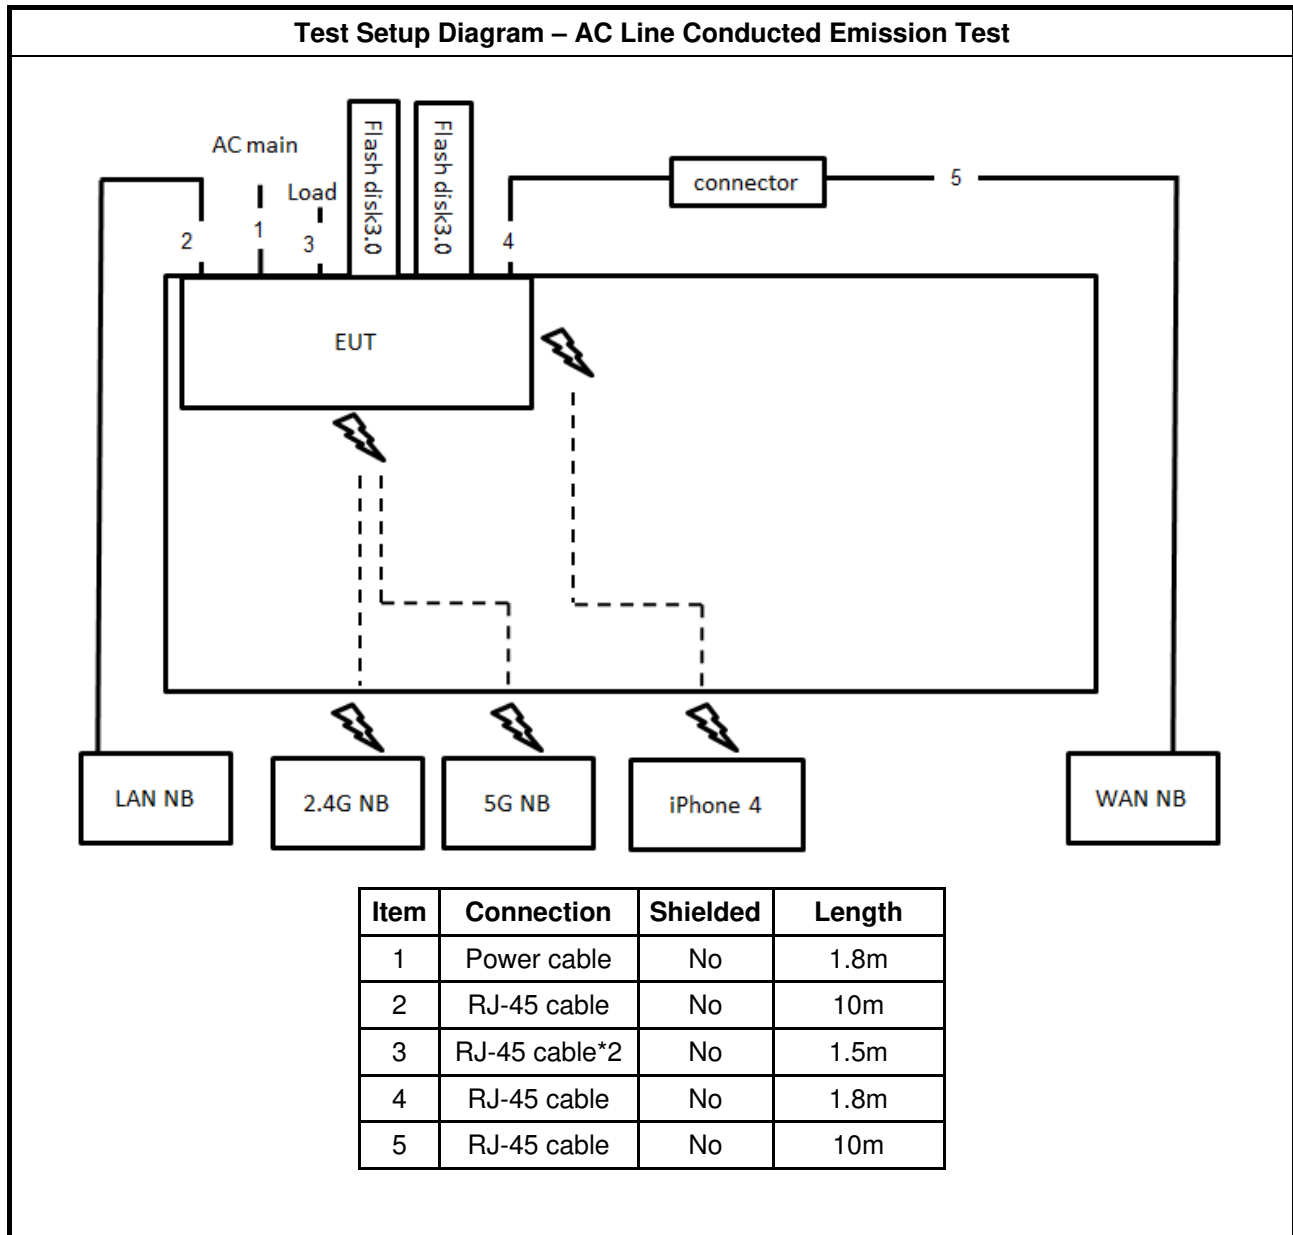 Test Setup Diagram – AC Line Conducted Emission Test
AC main
Load
Flash disk3.0
Flash disk3.0
connector
5
2
1
3
4
EUT
LAN NB
2.4G NB
5G NB
iPhone 4
WAN NB
Item Connection Shielded Length
1 Power cable No 1.8m
2 RJ-45 cable No 10m
3 RJ-45 cable*2 No 1.5m
4 RJ-45 cable No 1.8m
5 RJ-45 cable No 10m